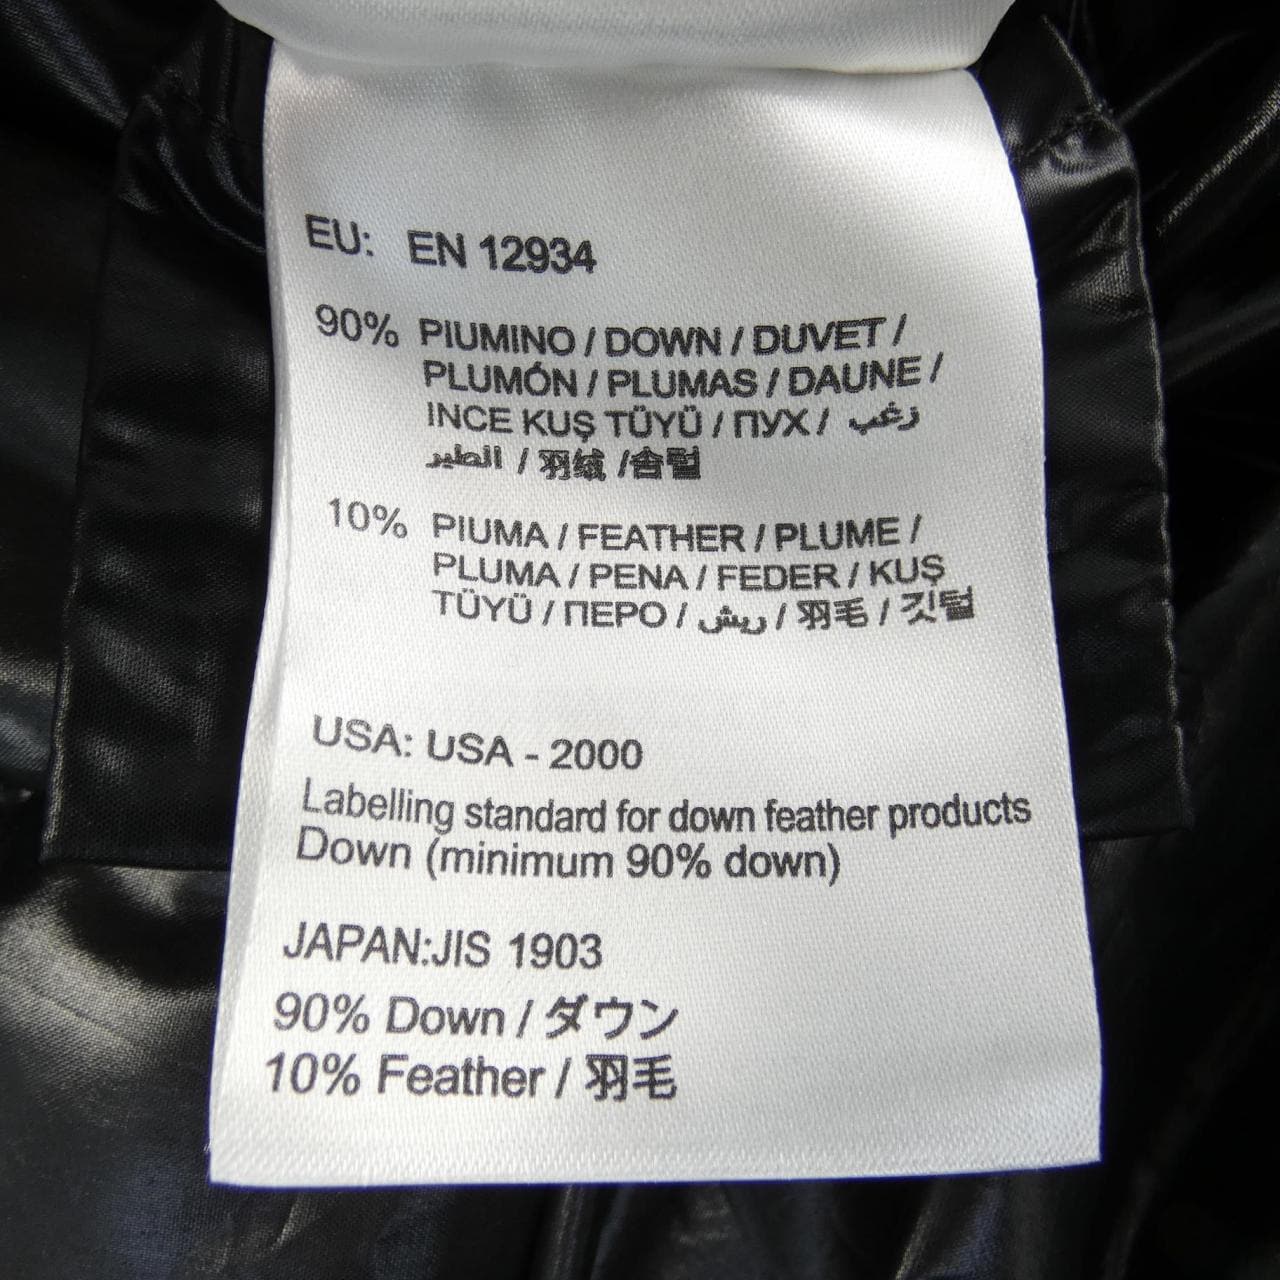 EU: EN 12934
90% PIUMINO / DOWN / DUVET /
PLUMÓN / PLUMAS / DAUNE /
INCE KUŞ TÜYÜ / ПУХ / زغب
الطير / 羽绒 /솜털
10% PIUMA / FEATHER / PLUME /
PLUMA / PENA / FEDER / KUŞ
TÜYÜ / ПЕРО / ريش / 羽毛 / 깃털
USA: USA - 2000
Labelling standard for down feather products
Down (minimum 90% down)
JAPAN:JIS 1903
90% Down / ダウン
10% Feather / 羽毛